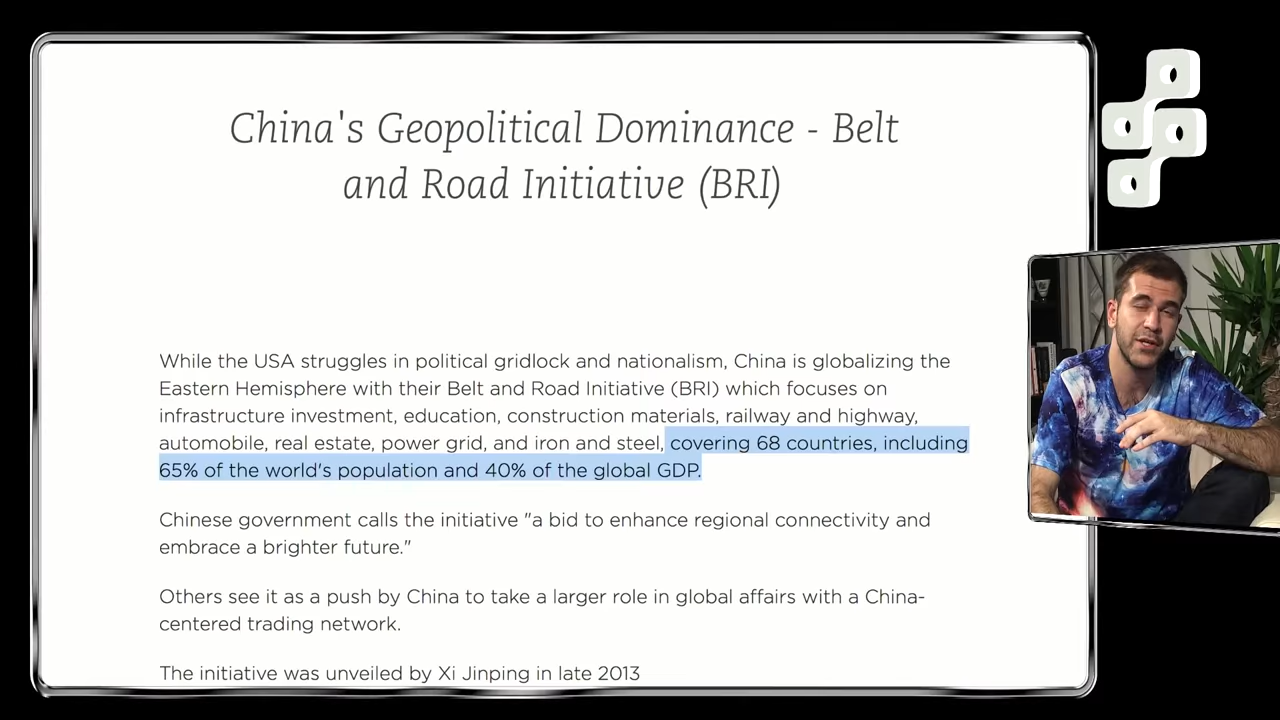 China's Geopolitical Dominance - Belt
and Road Initiative (BRI)
While the USA struggles in political gridlock and nationalism, China is globalizing the
Eastern Hemisphere with their Belt and Road Initiative (BRI) which focuses on
infrastructure investment, education, construction materials, railway and highway,
automobile, real estate, power grid, and iron and steel, covering 68 countries, including
65% of the world's population and 40% of the global GDP.
Chinese government calls the initiative "a bid to enhance regional connectivity and
embrace a brighter future."
Others see it as a push by China to take a larger role in global affairs with a China-
centered trading network.
The initiative was unveiled by Xi Jinping in late 2013